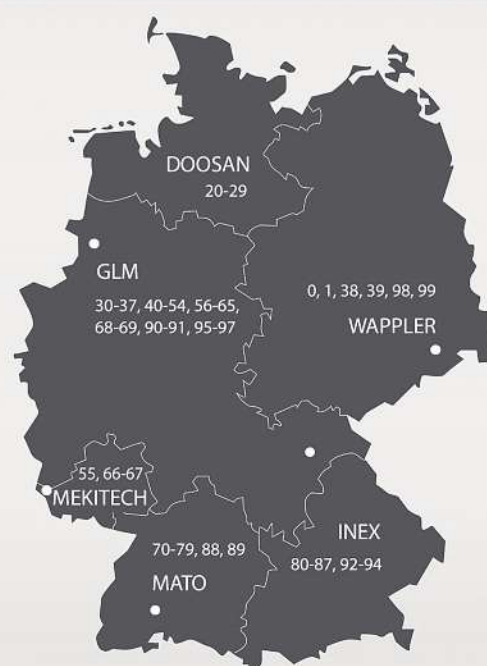 DOOSAN
20-29
GLM
30-37, 40-54, 56-65,
68-69, 90-91, 95-97
0, 1, 38, 39, 98, 99
WAPPLER
55, 66-67
MEKITECH
70-79, 88, 89
MATO
INEX
80-87, 92-94